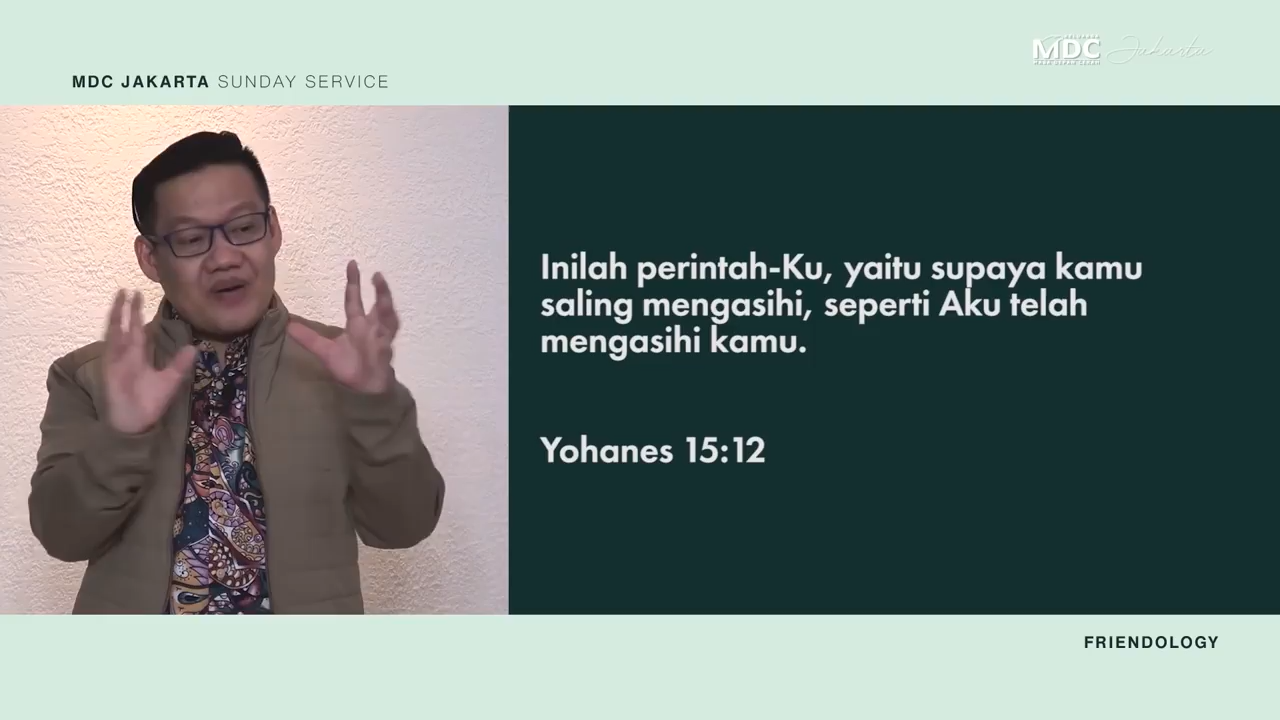 MDC Jakarta
MDC JAKARTA SUNDAY SERVICE
Inilah perintah-Ku, yaitu supaya kamu
saling mengasihi, seperti Aku telah
mengasihi kamu.
Yohanes 15:12
FRIENDOLOGY